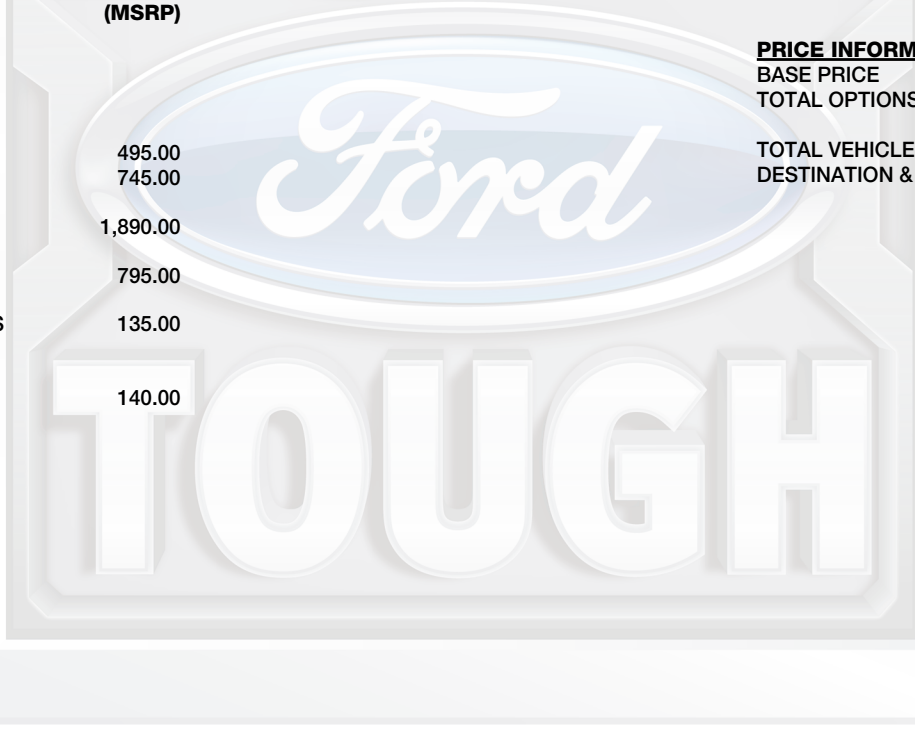 (MSRP)
495.00
745.00
1,890.00
795.00
S 135.00
140.00
PRICE INFORM
BASE PRICE
TOTAL OPTIONS
TOTAL VEHICLE
DESTINATION &
Ford
TOUGH